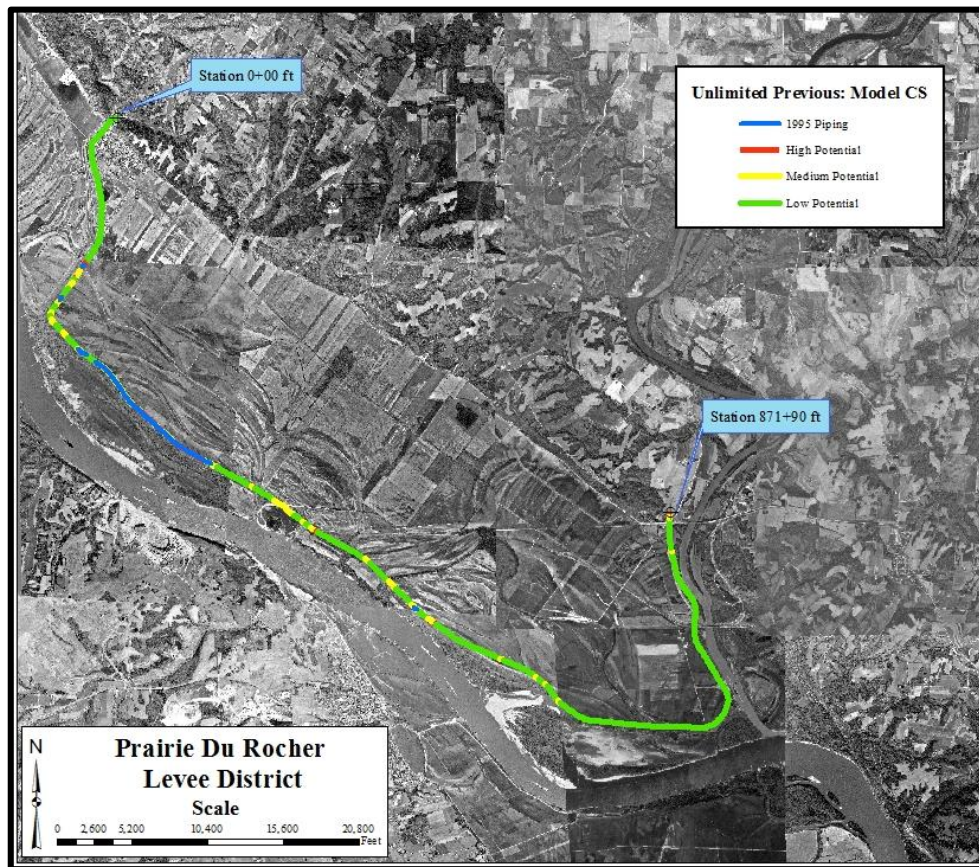 Station 0+00 ft
Unlimited Previous: Model CS
1995 Piping
High Potential
Medium Potential
Low Potential
Station 871+90 ft
N
Prairie Du Rocher
Levee District
Scale
0 2,600 5,200 10,400 15,600 20,800
Feet